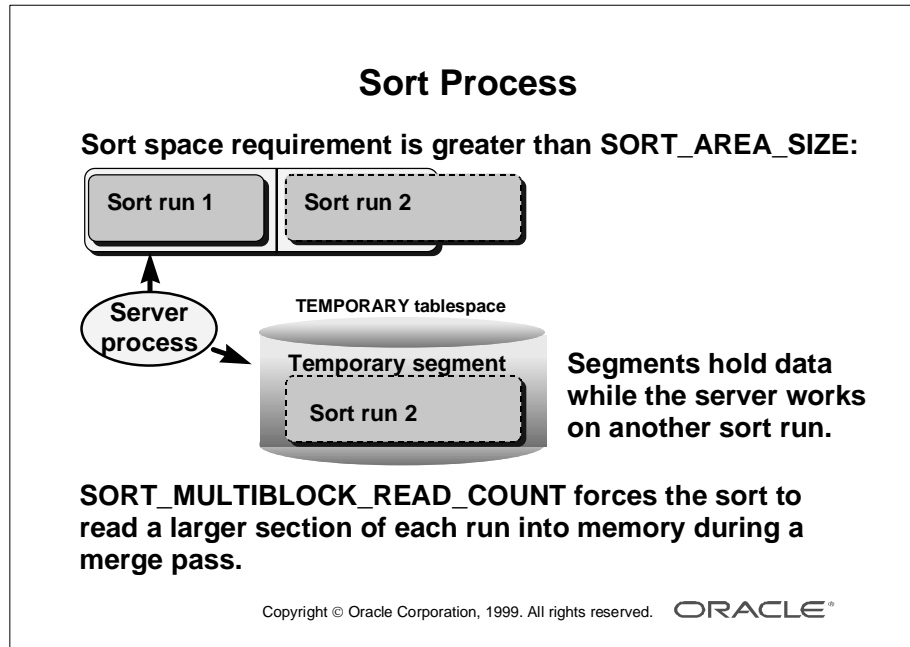 Sort Process
Sort space requirement is greater than SORT_AREA_SIZE:
Sort run 1
Sort run 2
Server
process
TEMPORARY tablespace
Temporary segment
Sort run 2
Segments hold data
while the server works
on another sort run.
SORT_MULTIBLOCK_READ_COUNT forces the sort to
read a larger section of each run into memory during a
merge pass.
Copyright © Oracle Corporation, 1999. All rights reserved.
ORACLE®